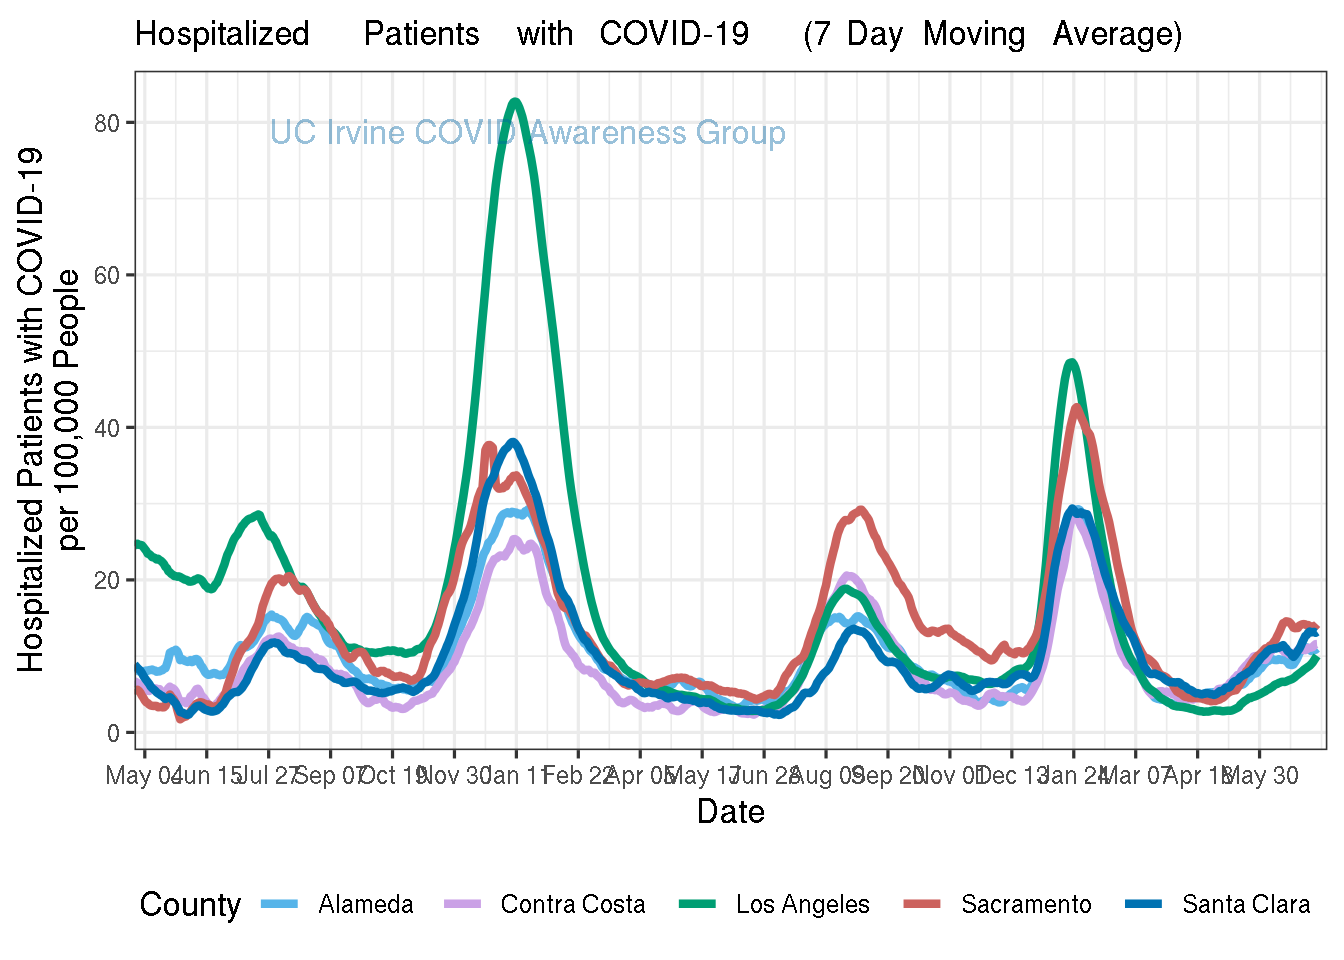 Hospitalized Patients with COVID-19 (7 Day Moving Average)
UC Irvine COVID Awareness Group
Hospitalized Patients with COVID-19
per 100,000 People
80
60
40
20
0
May 04 Jun 15 Jul 27 Sep 07 Oct 19 Nov 30 Jan 11 Feb 22 Apr 05 May 17 Jun 28 Aug 09 Sep 20 Nov 01 Dec 13 Jan 24 Mar 07 Apr 18 May 30
Date
County Alameda Contra Costa Los Angeles Sacramento Santa Clara